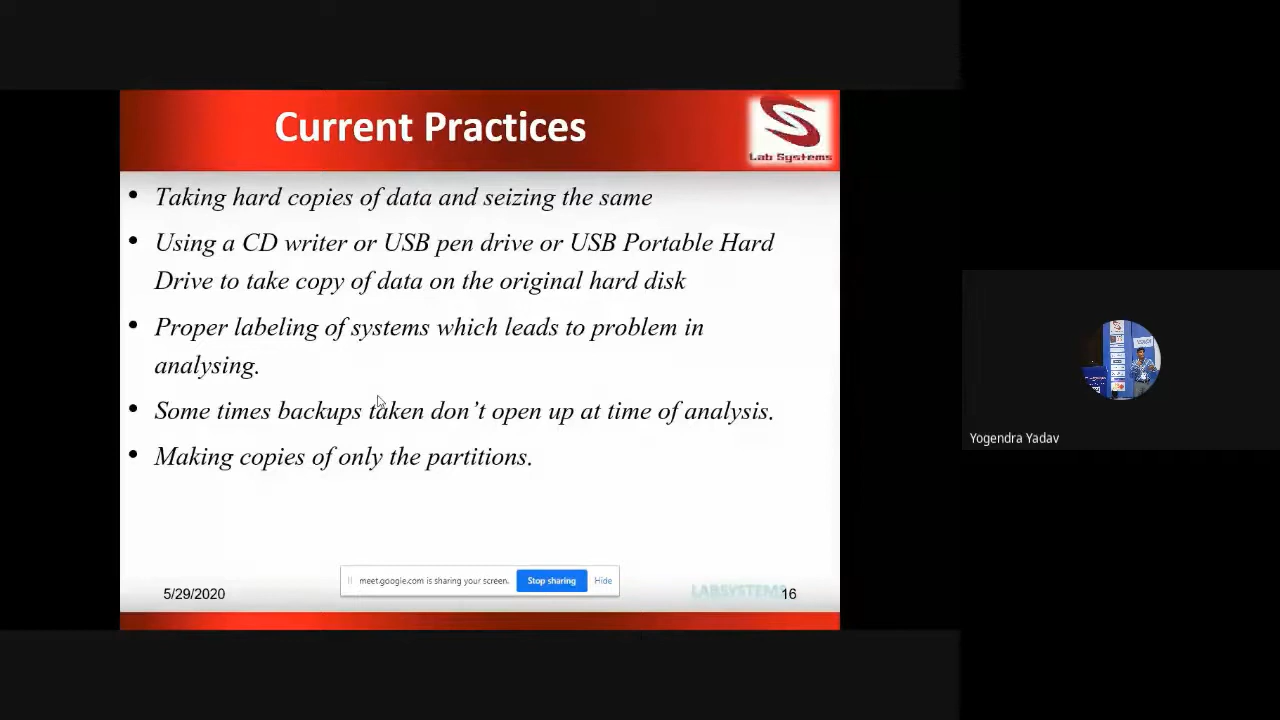 Current Practices
Lab Systems
• Taking hard copies of data and seizing the same
• Using a CD writer or USB pen drive or USB Portable Hard
Drive to take copy of data on the original hard disk
• Proper labeling of systems which leads to problem in
analysing.
• Some times backups taken don’t open up at time of analysis.
• Making copies of only the partitions.
meet.google.com is sharing your screen.
Stop sharing
Hide
5/29/2020
LABSYSTEMS
16
Yogendra Yadav